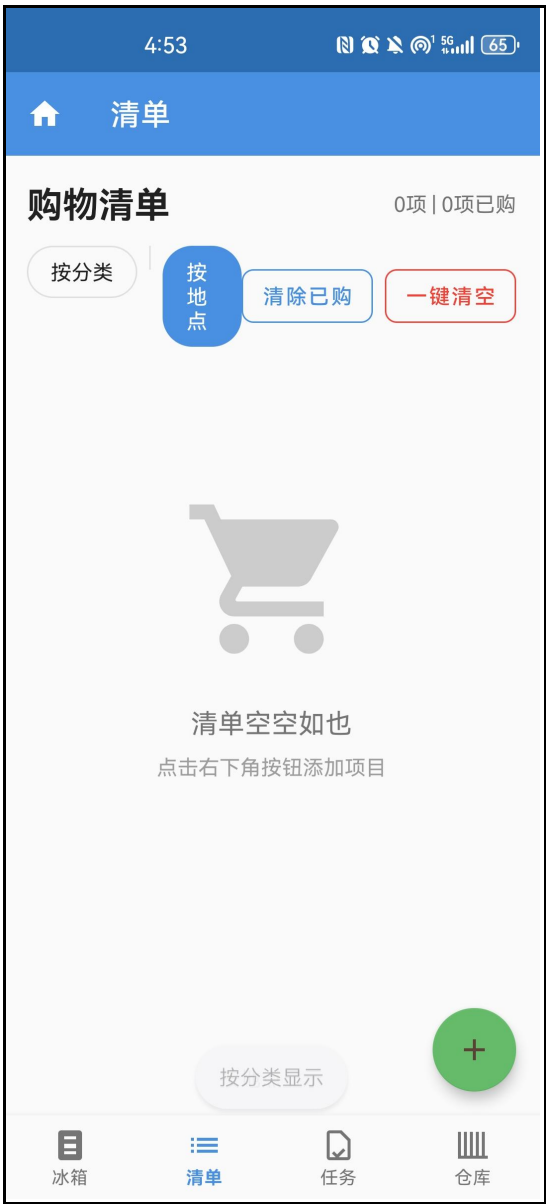 4:53
5G
65
清单
购物清单
0项 | 0项已购
按分类
按
地
点
清除已购
一键清空
清单空空如也
点击右下角按钮添加项目
按分类显示
冰箱
清单
任务
仓库